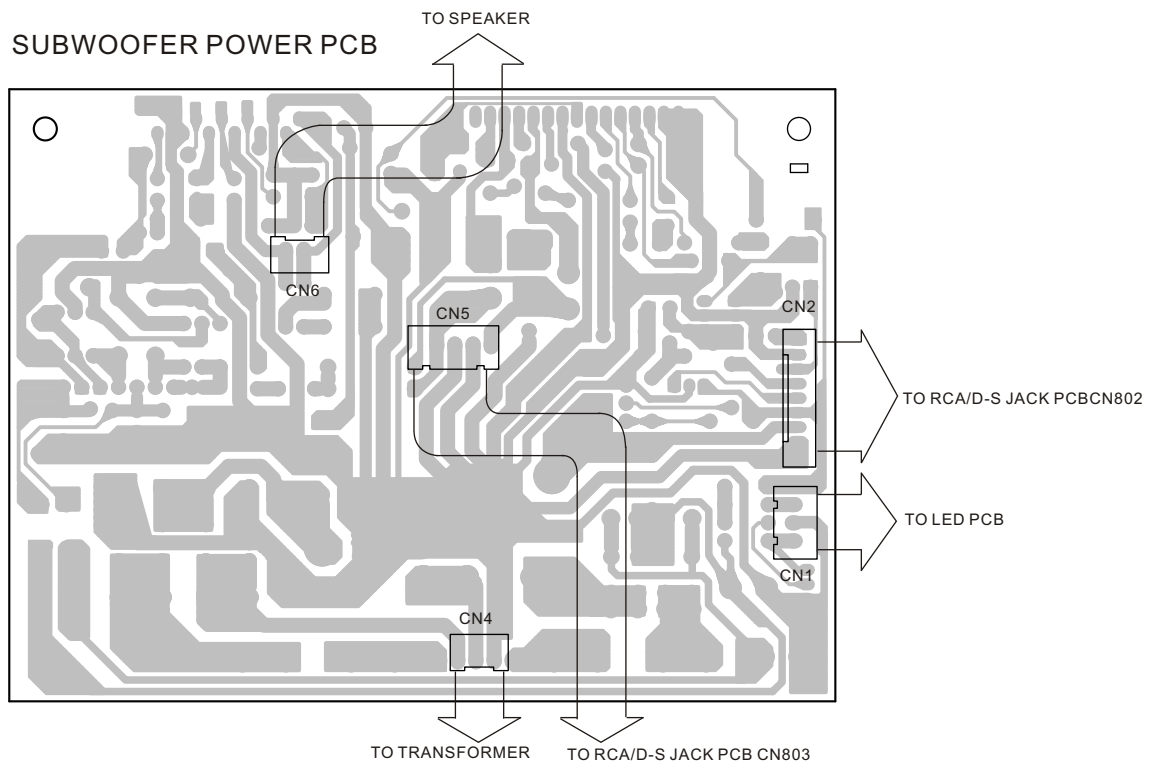 TO SPEAKER
SUBWOOFER POWER PCB
CN6
CN5
CN2
TO RCA/D-S JACK PCBCN802
TO LED PCB
CN1
CN4
TO TRANSFORMER
TO RCA/D-S JACK PCB CN803